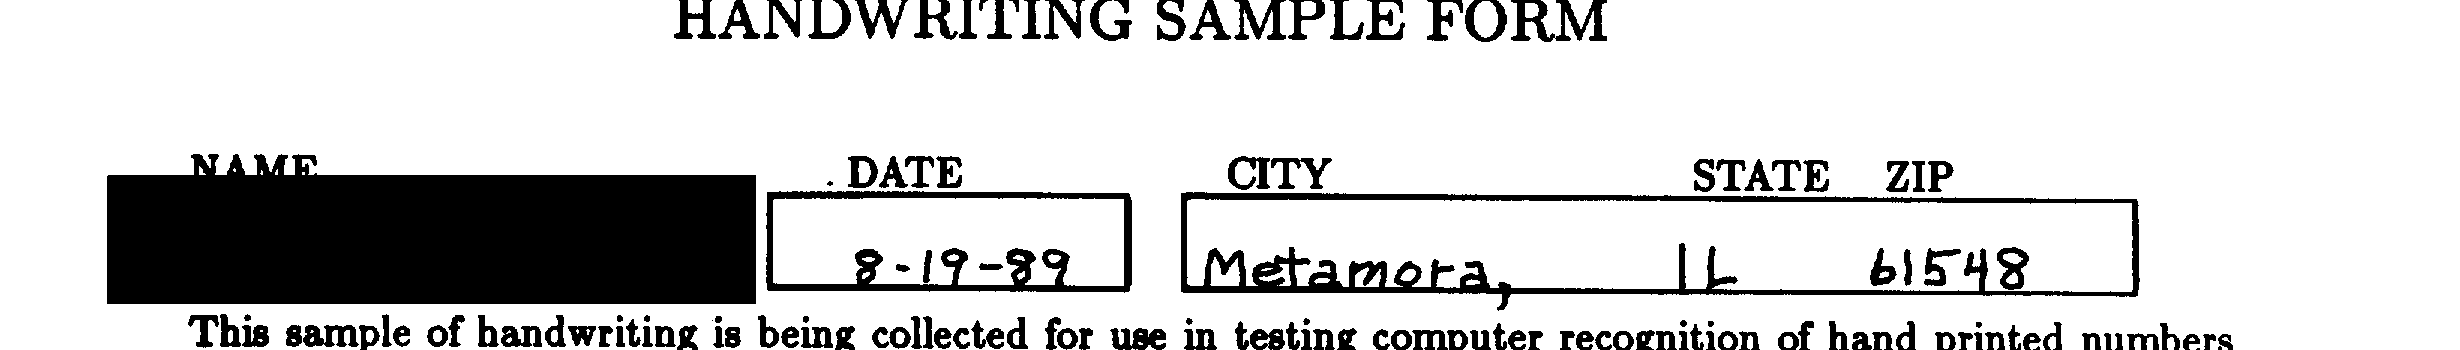 HANDWRITING SAMPLE FORM
NAME DATE CITY STATE ZIP
8-19-89 Metamora, IL 61548
This sample of handwriting is being collected for use in testing computer recognition of hand printed numbers